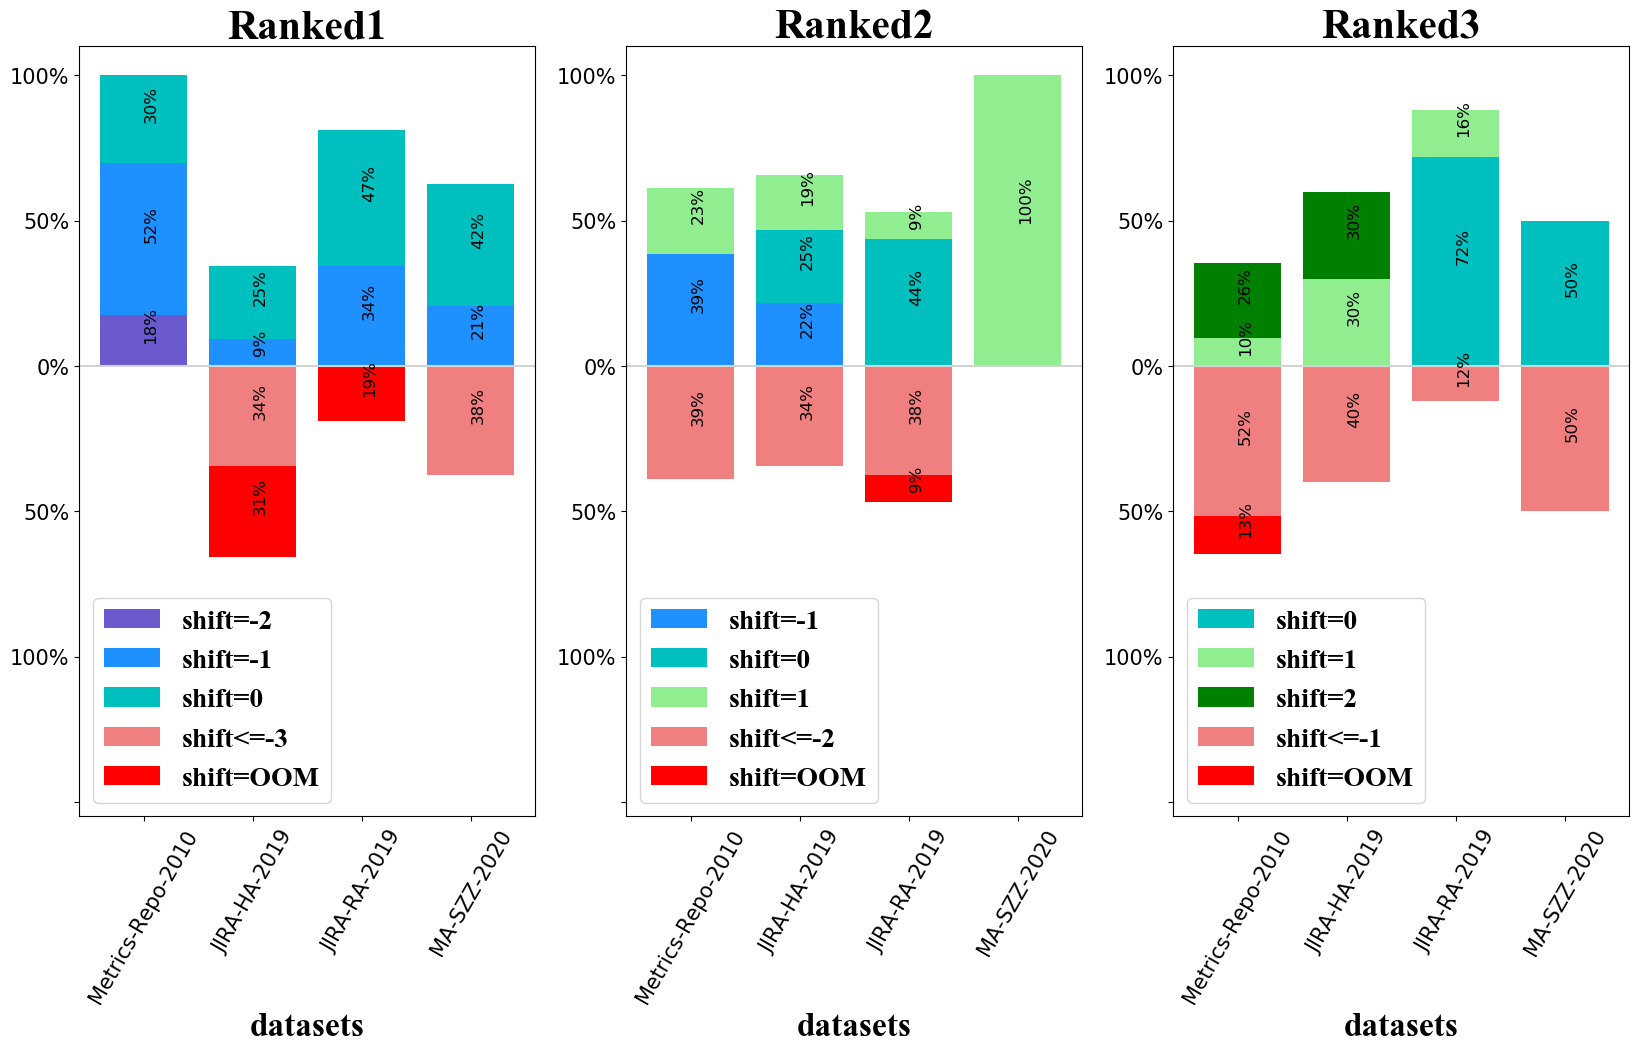 Ranked1
100%
50%
0%
50%
100%
30%
52%
18%
25%
9%
34%
31%
47%
34%
19%
42%
21%
38%
shift=-2
shift=-1
shift=0
shift<=-3
shift=OOM
Metrics-Repo-2010
JIRA-HA-2019
JIRA-RA-2019
MA-SZZ-2020
datasets
Ranked2
100%
50%
0%
50%
100%
23%
39%
39%
19%
25%
22%
34%
9%
44%
38%
9%
100%
shift=-1
shift=0
shift=1
shift<=-2
shift=OOM
Metrics-Repo-2010
JIRA-HA-2019
JIRA-RA-2019
MA-SZZ-2020
datasets
Ranked3
100%
50%
0%
50%
100%
26%
10%
52%
13%
30%
30%
40%
16%
72%
12%
50%
50%
shift=0
shift=1
shift=2
shift<=-1
shift=OOM
Metrics-Repo-2010
JIRA-HA-2019
JIRA-RA-2019
MA-SZZ-2020
datasets